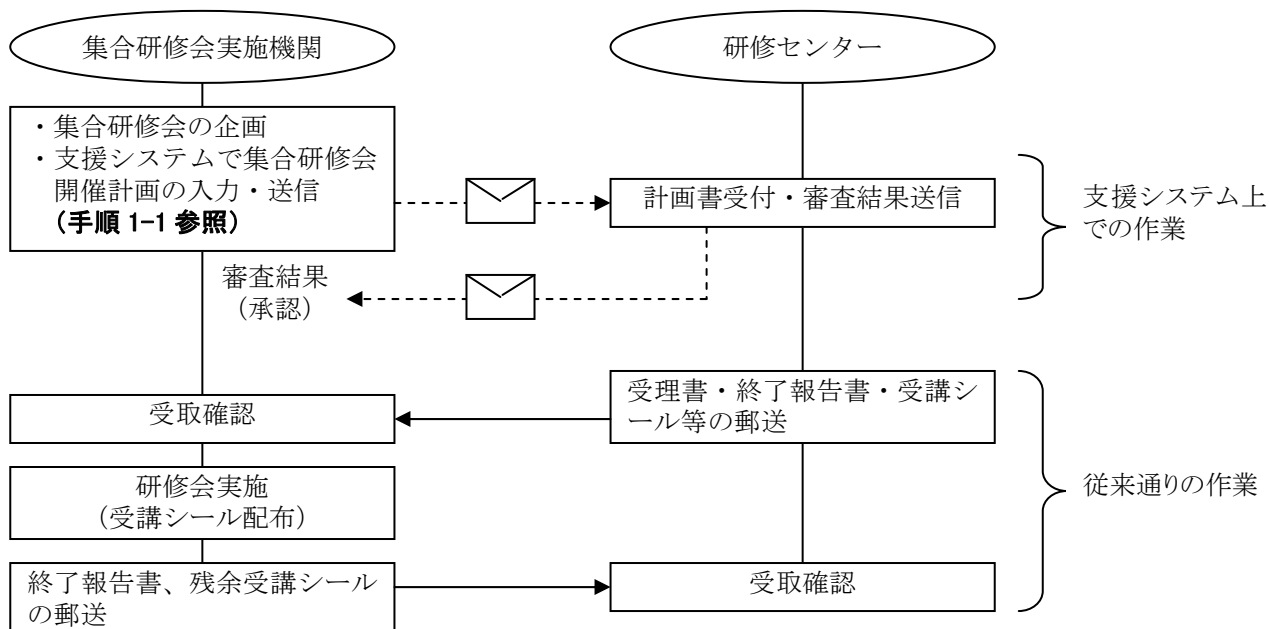 集合研修会実施機関
研修センター
・集合研修会の企画
・支援システムで集合研修会
開催計画の入力・送信
(手順 1-1 参照)
計画書受付・審査結果送信
支援システム上
での作業
審査結果
(承認)
受理書・終了報告書・受講シ
ール等の郵送
受取確認
研修会実施
(受講シール配布)
従来通りの作業
終了報告書、残余受講シール
の郵送
受取確認